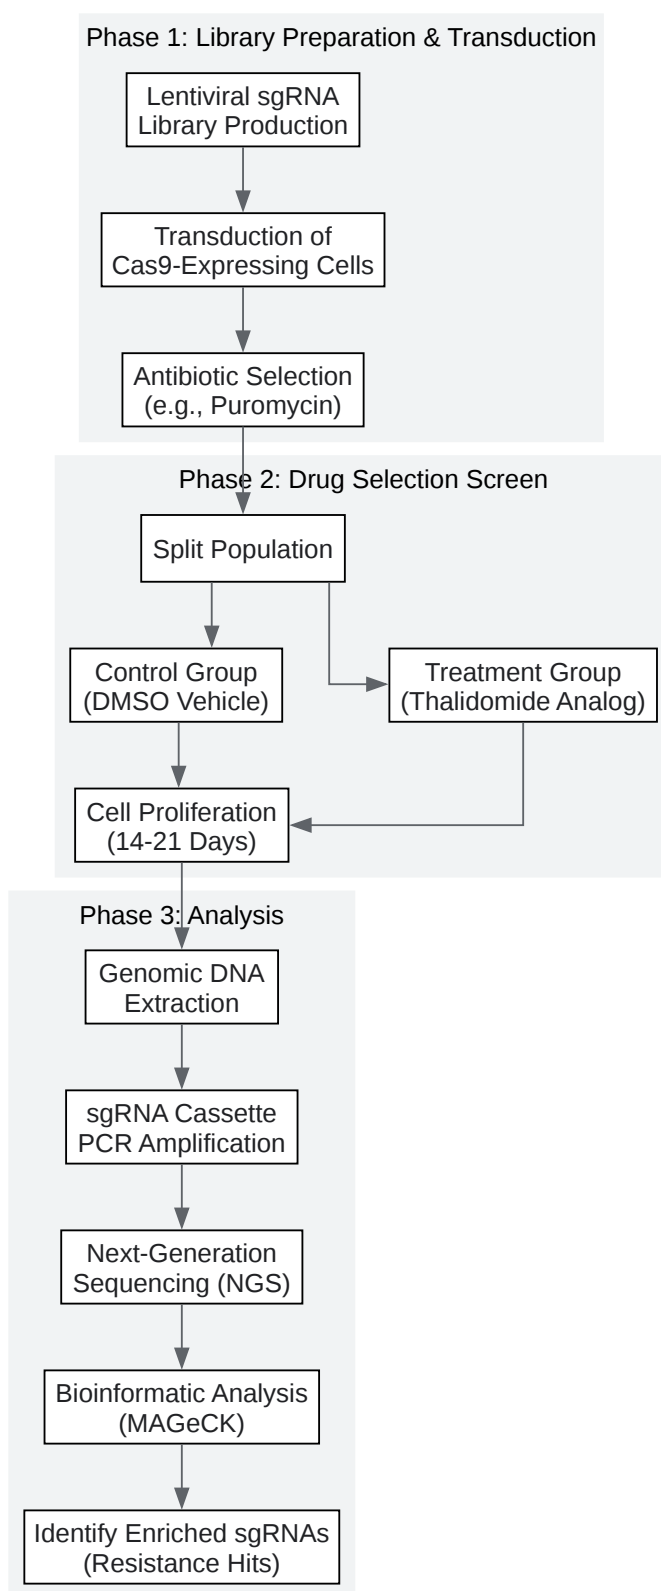 Phase 1: Library Preparation & Transduction
Lentiviral sgRNA
Library Production
Transduction of
Cas9-Expressing Cells
Antibiotic Selection
(e.g., Puromycin)
Phase 2: Drug Selection Screen
Split Population
Control Group
(DMSO Vehicle)
Treatment Group
(Thalidomide Analog)
Cell Proliferation
(14-21 Days)
Phase 3: Analysis
Genomic DNA
Extraction
sgRNA Cassette
PCR Amplification
Next-Generation
Sequencing (NGS)
Bioinformatic Analysis
(MAGeCK)
Identify Enriched sgRNAs
(Resistance Hits)